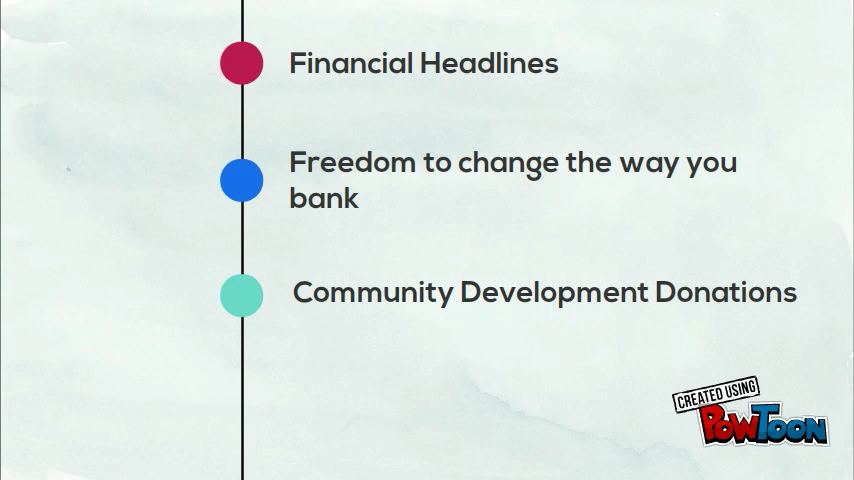 Financial Headlines
Freedom to change the way you
bank
Community Development Donations
CREATED USING
POWTOON